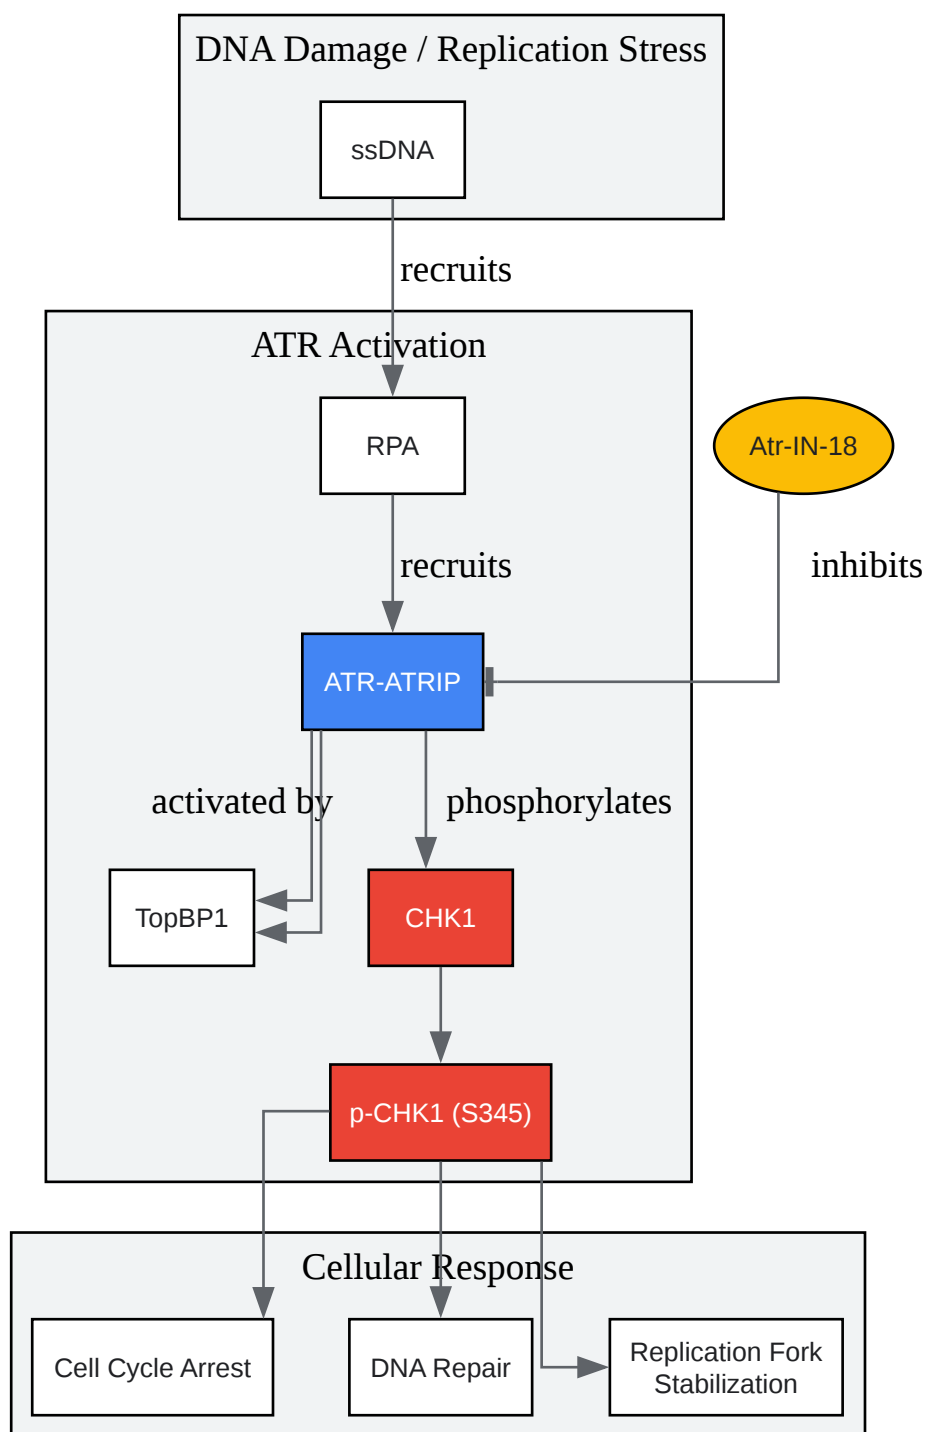 DNA Damage / Replication Stress
ssDNA
recruits
ATR Activation
RPA
Atr-IN-18
recruits
inhibits
ATR-ATRIP
activated by
phosphorylates
TopBP1
CHK1
p-CHK1 (S345)
Cellular Response
Cell Cycle Arrest
DNA Repair
Replication Fork
Stabilization